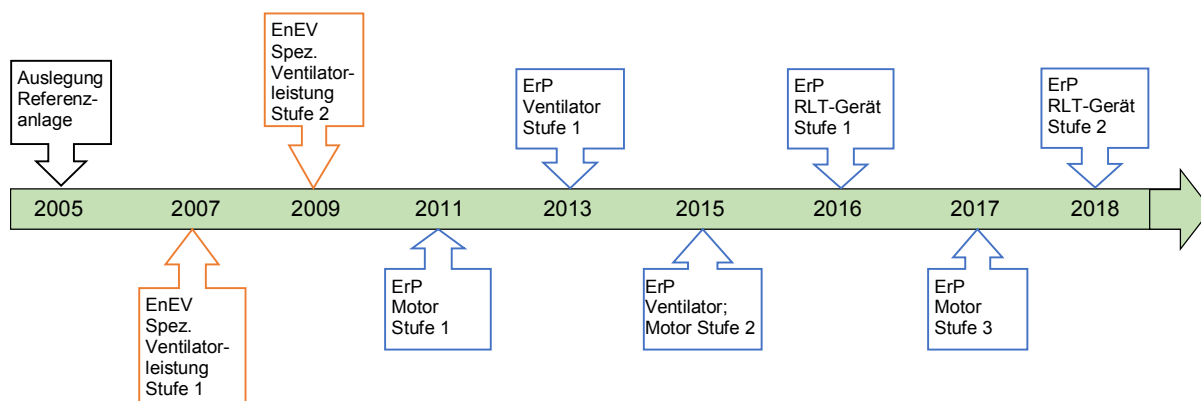 Auslegung
Referenz-
anlage
EnEV
Spez.
Ventilator-
leistung
Stufe 2
ErP
Ventilator
Stufe 1
ErP
RLT-Gerät
Stufe 1
ErP
RLT-Gerät
Stufe 2
2005 2007 2009 2011 2013 2015 2016 2017 2018
EnEV
Spez.
Ventilator-
leistung
Stufe 1
ErP
Motor
Stufe 1
ErP
Ventilator;
Motor Stufe 2
ErP
Motor
Stufe 3